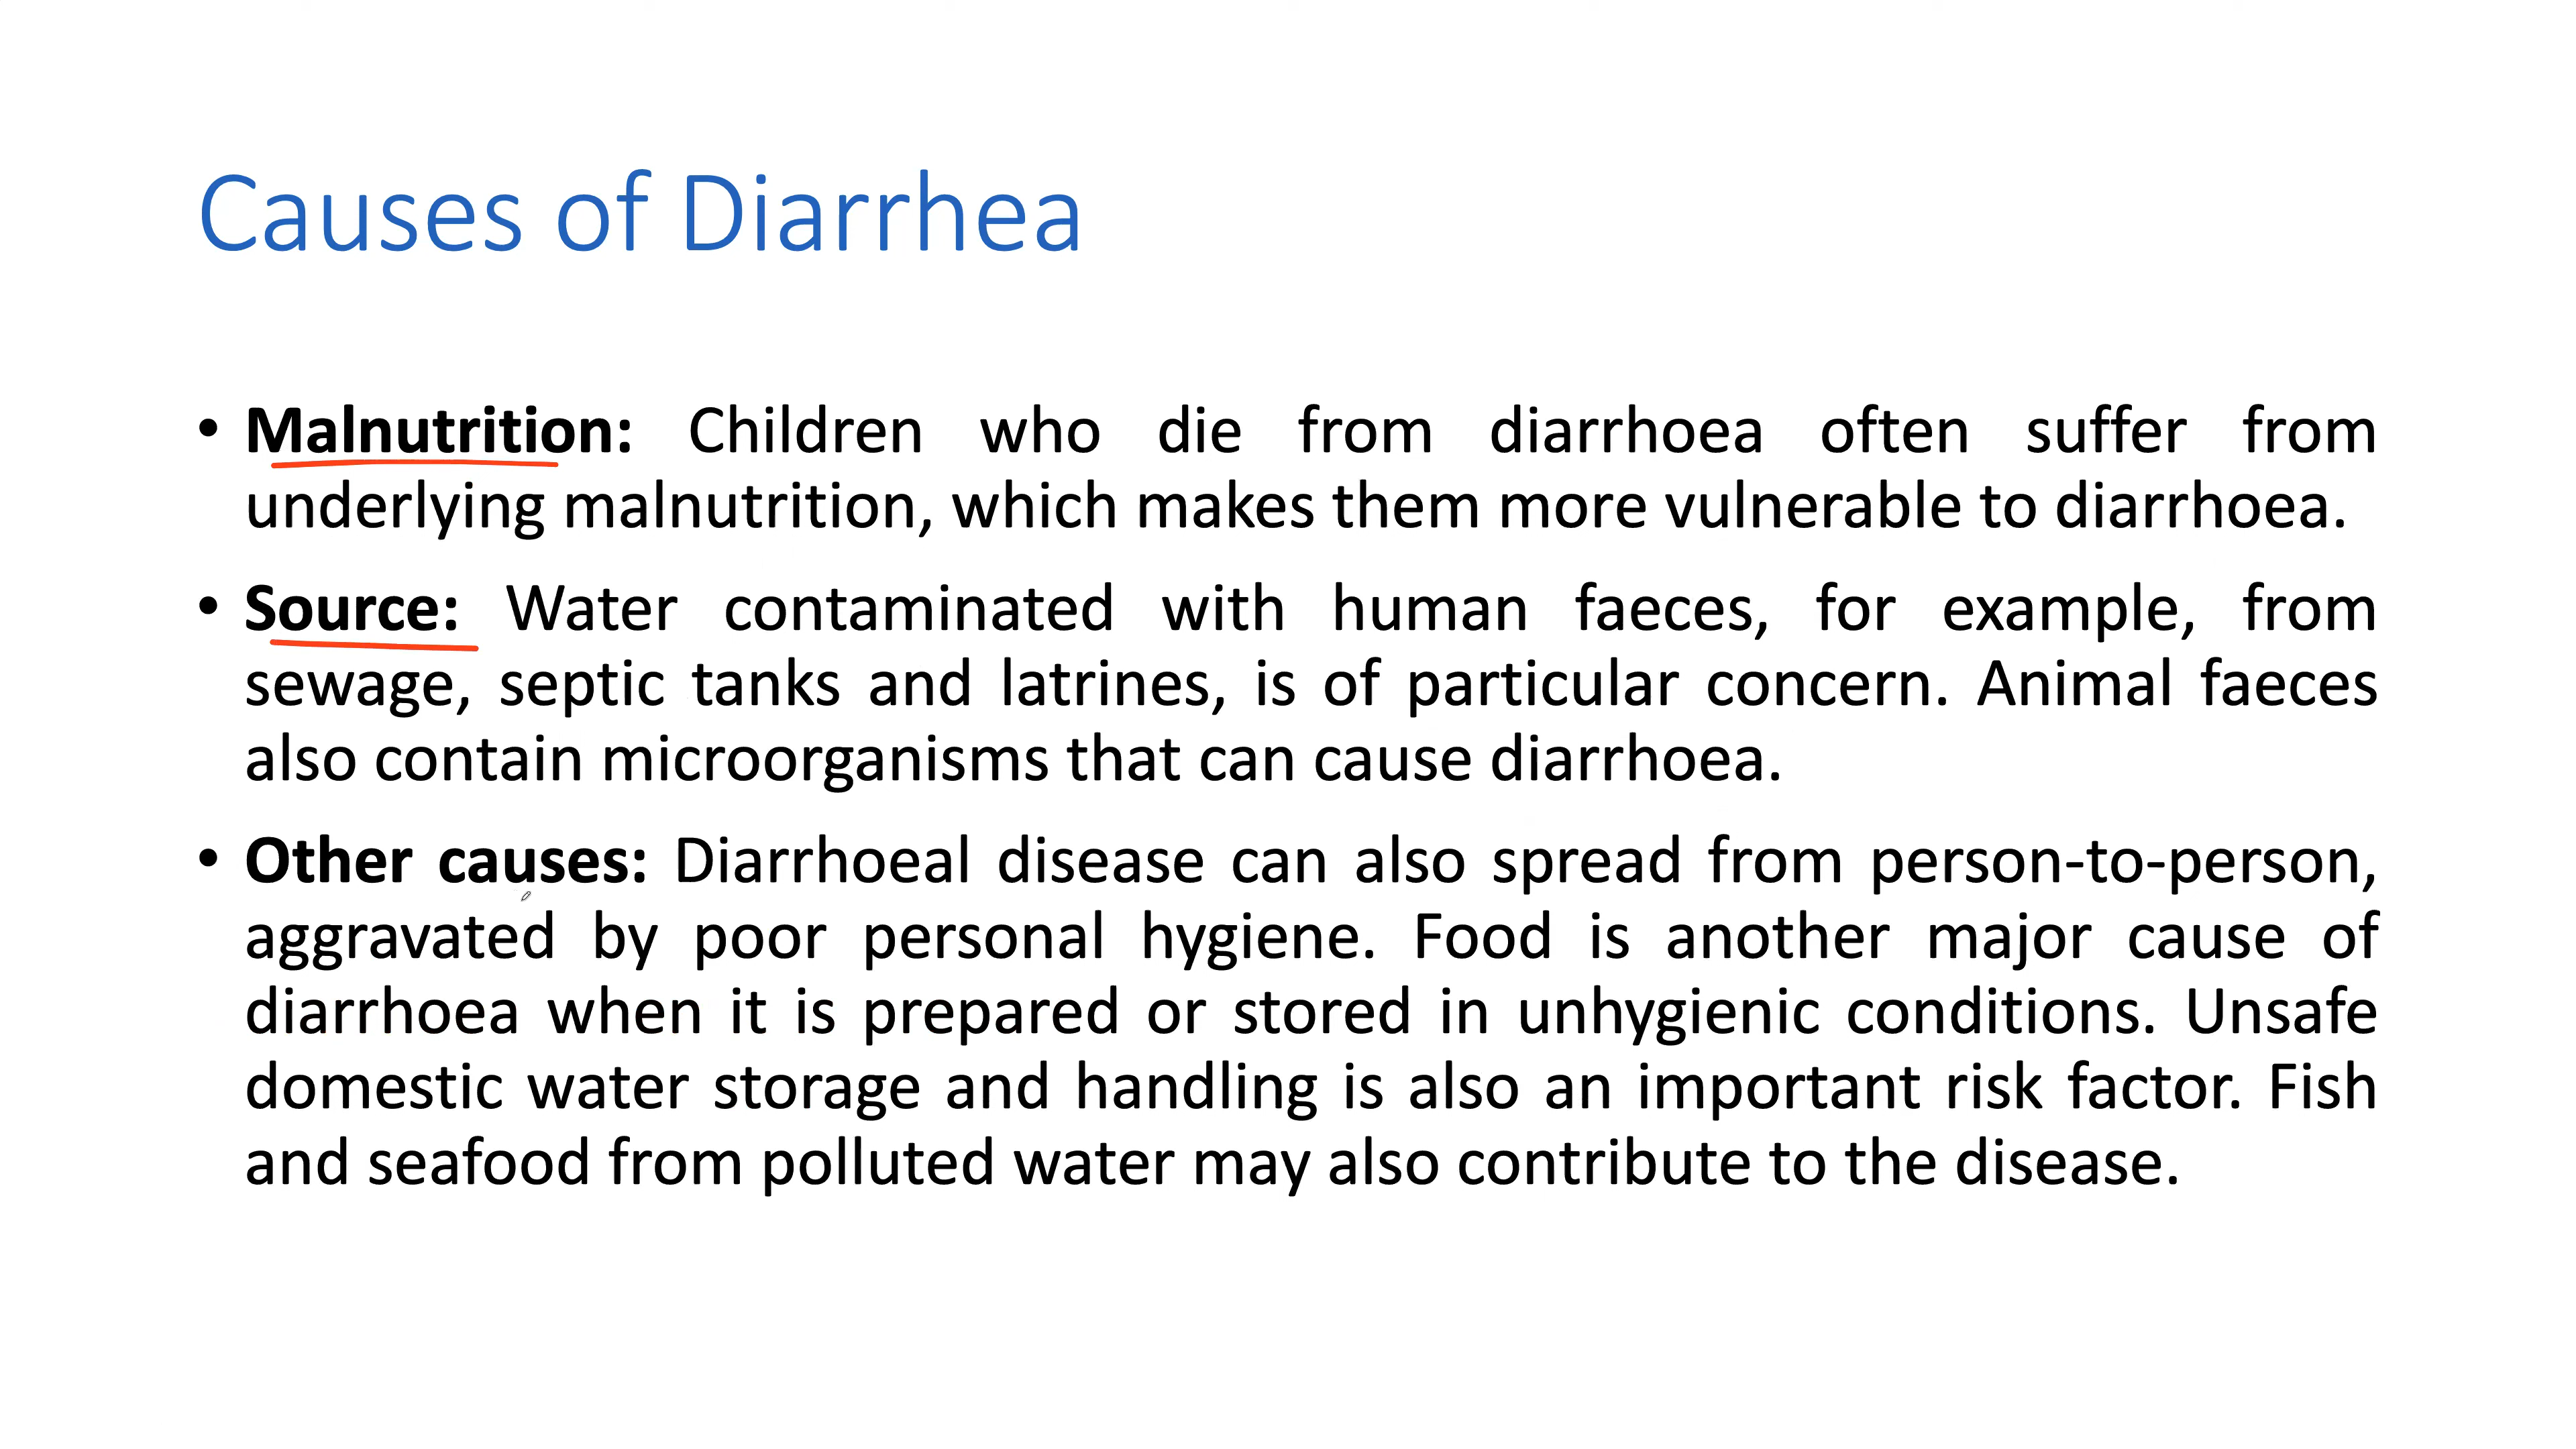 Causes of Diarrhea
• Malnutrition: Children who die from diarrhoea often suffer from
underlying malnutrition, which makes them more vulnerable to diarrhoea.
• Source: Water contaminated with human faeces, for example, from
sewage, septic tanks and latrines, is of particular concern. Animal faeces
also contain microorganisms that can cause diarrhoea.
• Other causes: Diarrhoeal disease can also spread from person-to-person,
aggravated by poor personal hygiene. Food is another major cause of
diarrhoea when it is prepared or stored in unhygienic conditions. Unsafe
domestic water storage and handling is also an important risk factor. Fish
and seafood from polluted water may also contribute to the disease.